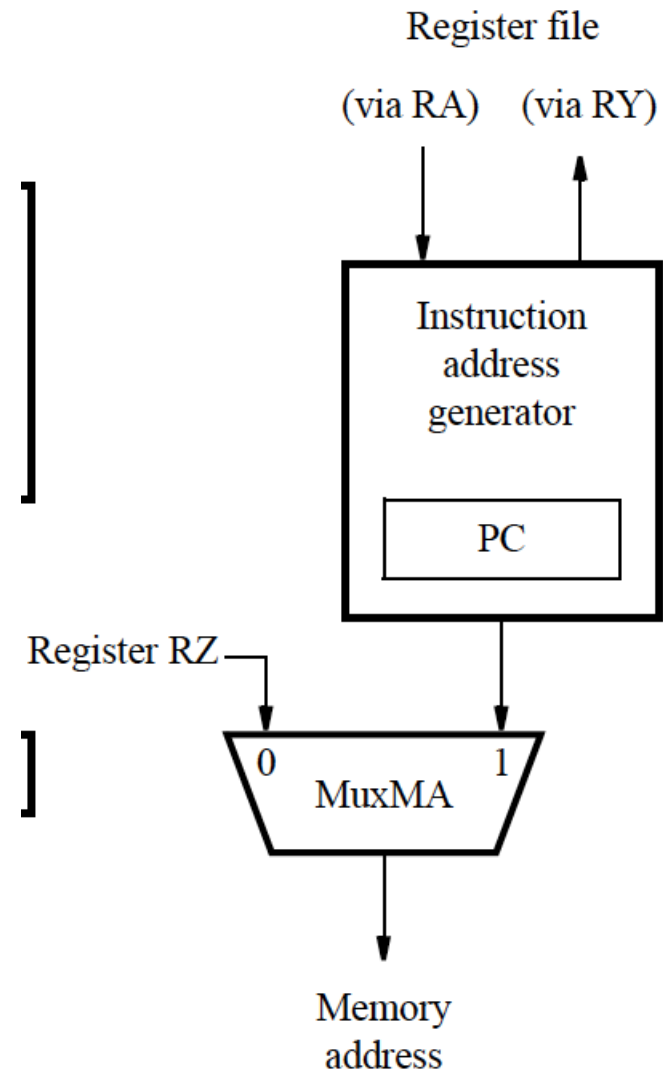 Register file
(via RA) (via RY)
Instruction
address
generator
PC
Register RZ
0 1
MuxMA
Memory
address